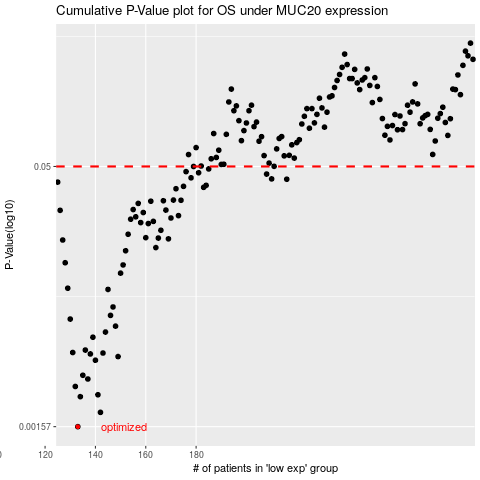 Cumulative P-Value plot for OS under MUC20 expression
P-Value(log10)
0.05
0.00157
optimized
0 120 140 160 180
# of patients in 'low exp' group